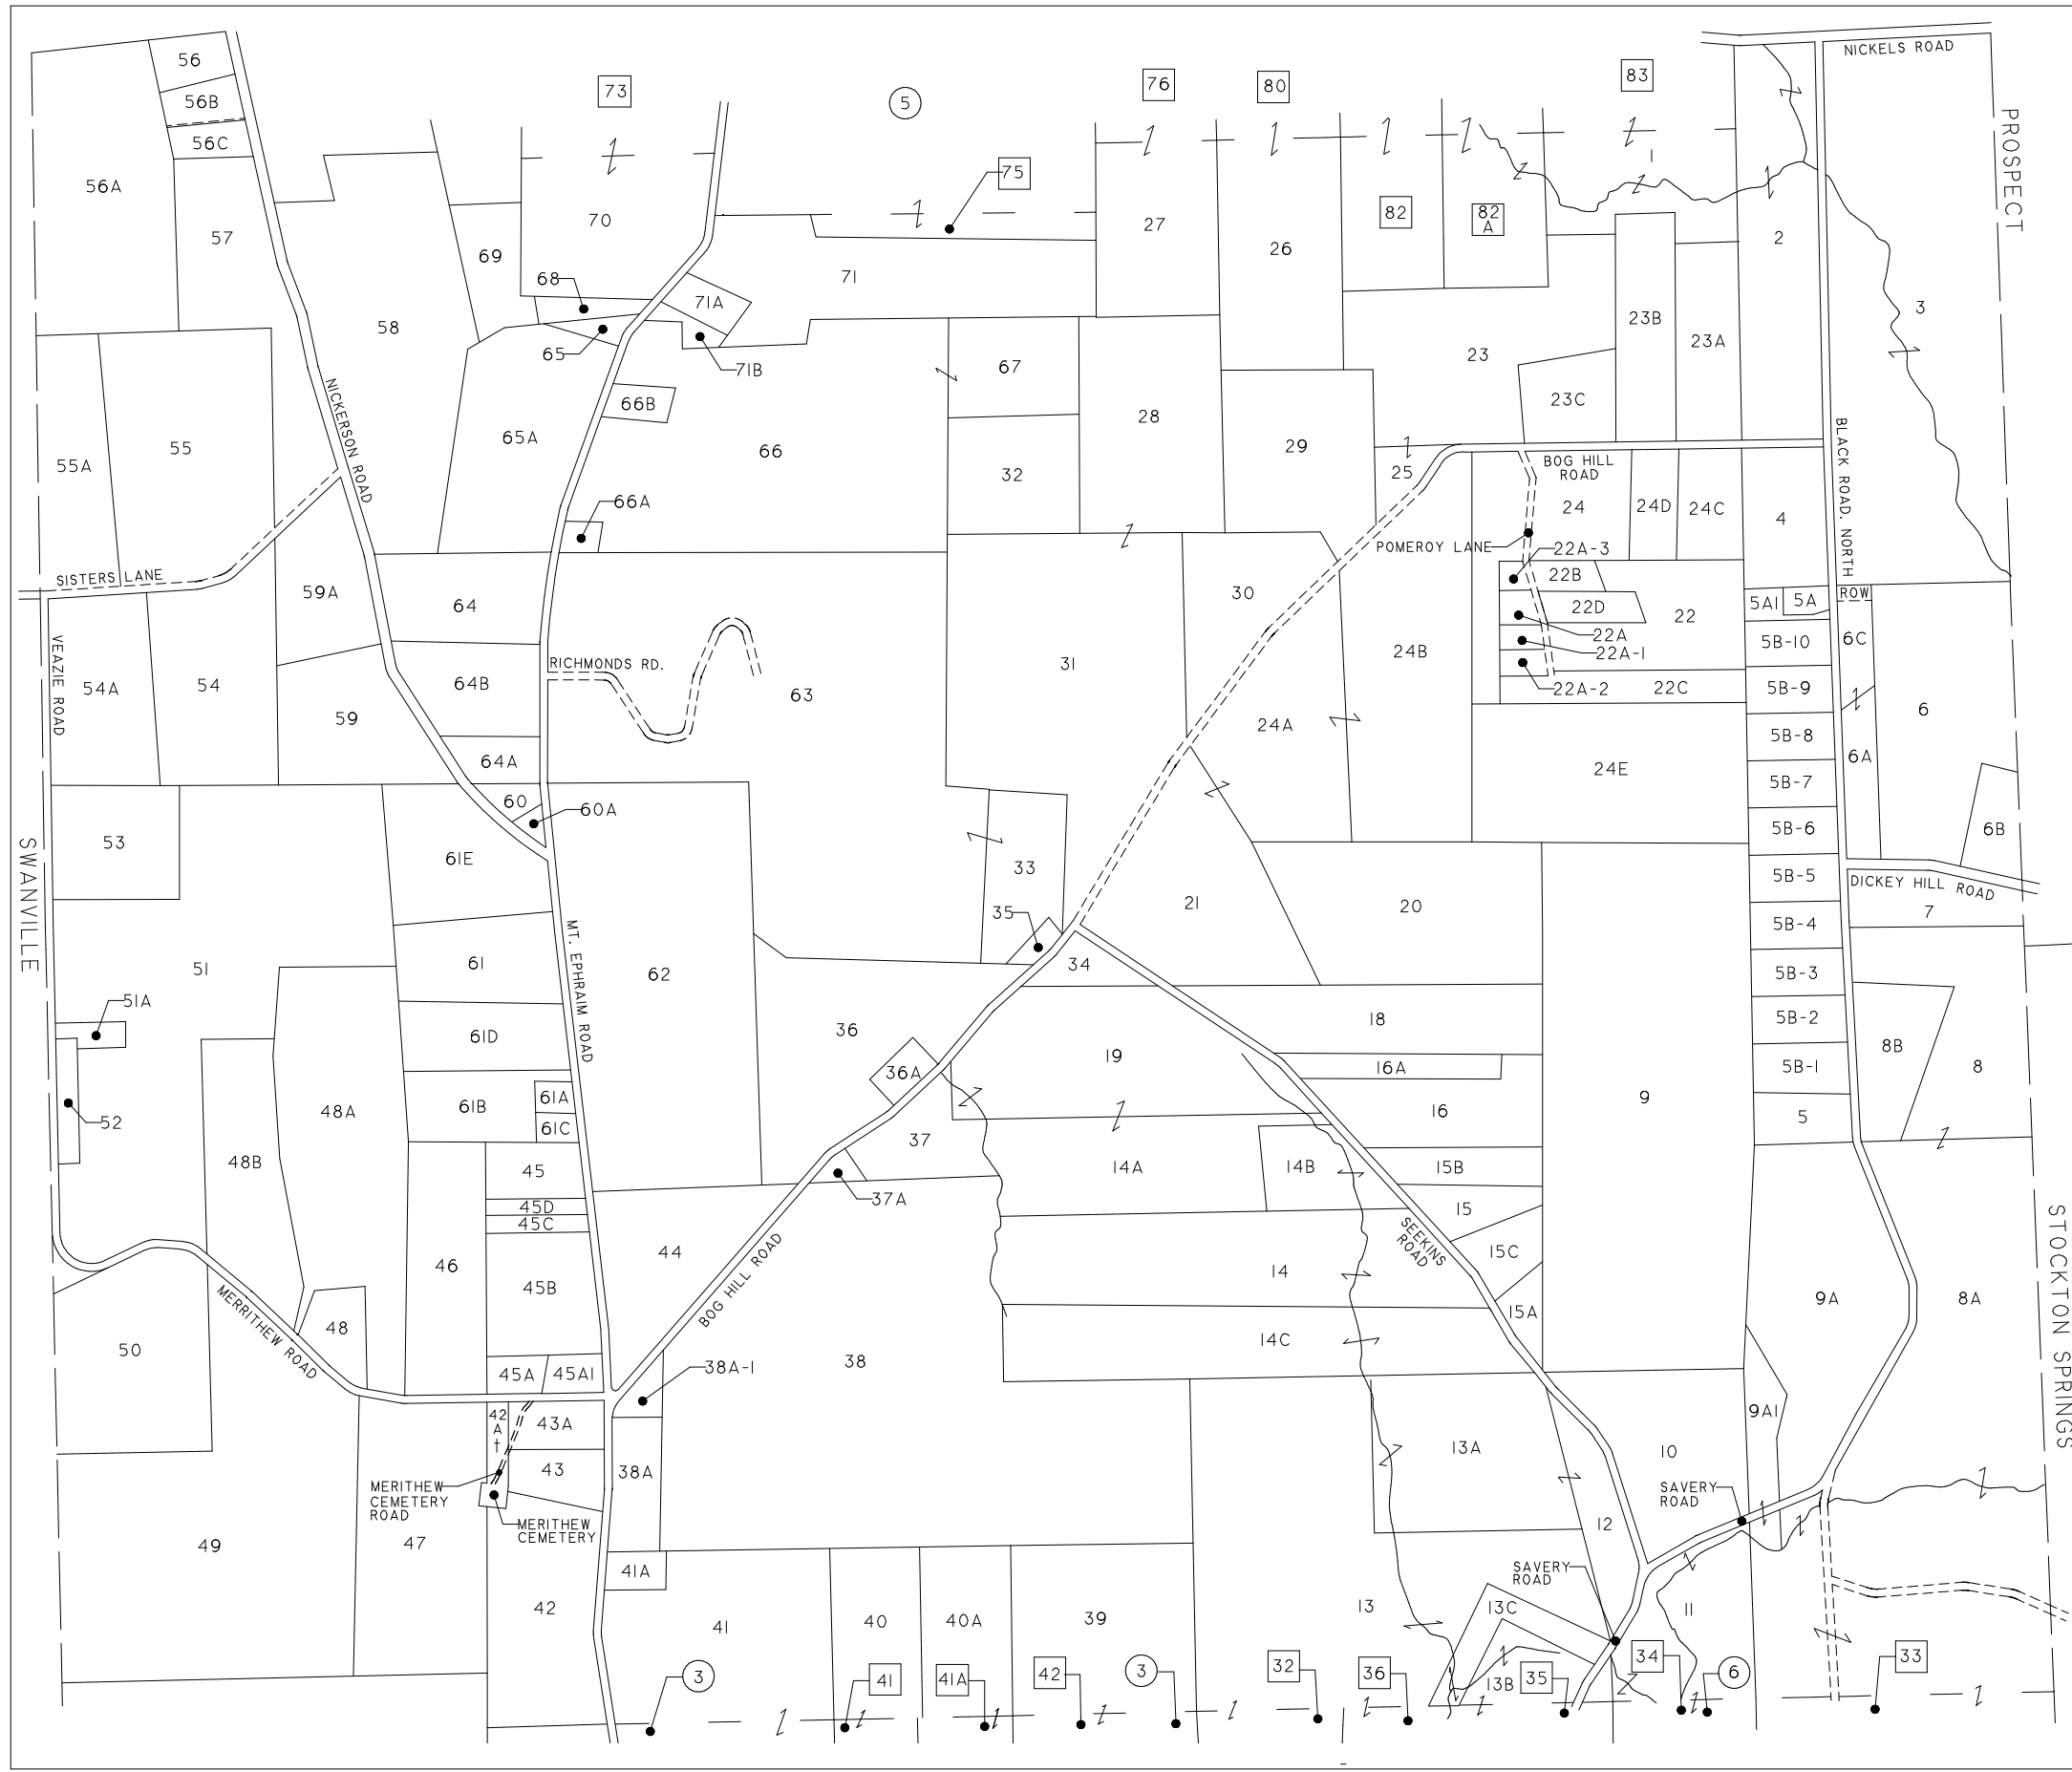 NICKELS ROAD
56
73
5
76
80
83
56B
56C
1
PROSPECT
56A
75
57
70
82
82
A
27
26
2
69
68
71
71A
3
58
65
71B
23B
23A
23
67
66B
23C
NICKERSON ROAD
28
65A
55
55A
66
29
32
25
BOG HILL
ROAD
BLACK ROAD. NORTH
66A
24
24D
24C
4
POMEROY LANE
22A-3
SISTERS LANE
22B
59A
64
30
22D
22
5A1
5A
ROW
22A
22A-1
5B-10
6C
VEAZIE ROAD
RICHMONDS RD.
31
24B
54A
54
64B
63
22A-2
22C
5B-9
6
59
24A
5B-8
64A
24E
6A
5B-7
60
60A
5B-6
6B
53
SWANVILLE
61E
33
5B-5
DICKEY HILL ROAD
35
21
20
7
5B-4
MT. EPHRAIM ROAD
51
61
62
34
5B-3
51A
61D
36
18
5B-2
19
8B
36A
16A
5B-1
8
61A
61B
48A
9
52
61C
16
5
37
48B
45
14A
14B
15B
37A
45D
45C
15
SEEKINS
ROAD
STOCKTON SPRINGS
44
15C
46
14
45B
BOG HILL ROAD
9A
8A
MERRITHEW ROAD
15A
48
14C
50
38
45A
45A1
38A-1
42
A
43A
9A1
13A
10
43
38A
MERITHEW
CEMETERY
ROAD
SAVERY
ROAD
MERITHEW
CEMETERY
12
49
47
41A
SAVERY
ROAD
42
13
13C
11
41
40
40A
39
3
41
41A
42
3
32
36
13B
35
34
6
33